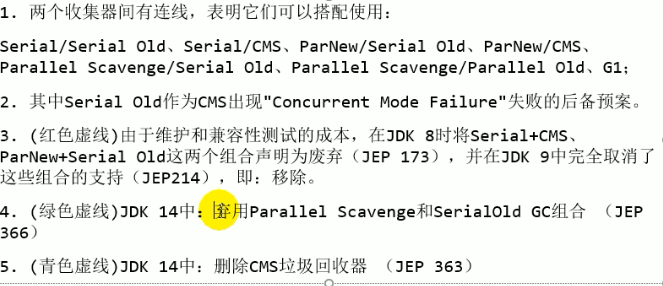 1. 两个收集器间有连线，表明它们可以搭配使用：
Serial/Serial Old、Serial/CMS、ParNew/Serial Old、ParNew/CMS、
Parallel Scavenge/Serial Old、Parallel Scavenge/Parallel Old、G1；
2. 其中Serial Old作为CMS出现"Concurrent Mode Failure"失败的后备预案。
3. (红色虚线)由于维护和兼容性测试的成本，在JDK 8时将Serial+CMS、
ParNew+Serial Old这两个组合声明为废弃（JEP 173），并在JDK 9中完全取消了
这些组合的支持（JEP214），即：移除。
4. (绿色虚线)JDK 14中：弃用Parallel Scavenge和SerialOld GC组合 （JEP
366）
5. (青色虚线)JDK 14中：删除CMS垃圾回收器 （JEP 363）